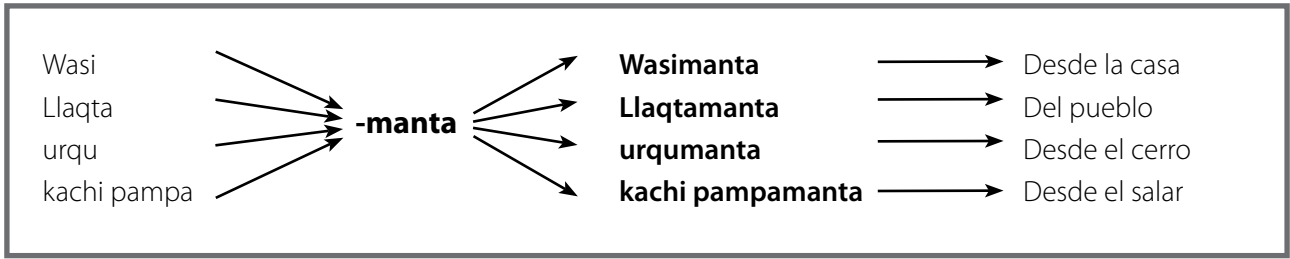 Wasi Wasimanta Desde la casa
Llaqta Llaqtamanta Del pueblo
-manta
urqu urqumanta Desde el cerro
kachi pampa kachi pampamanta Desde el salar